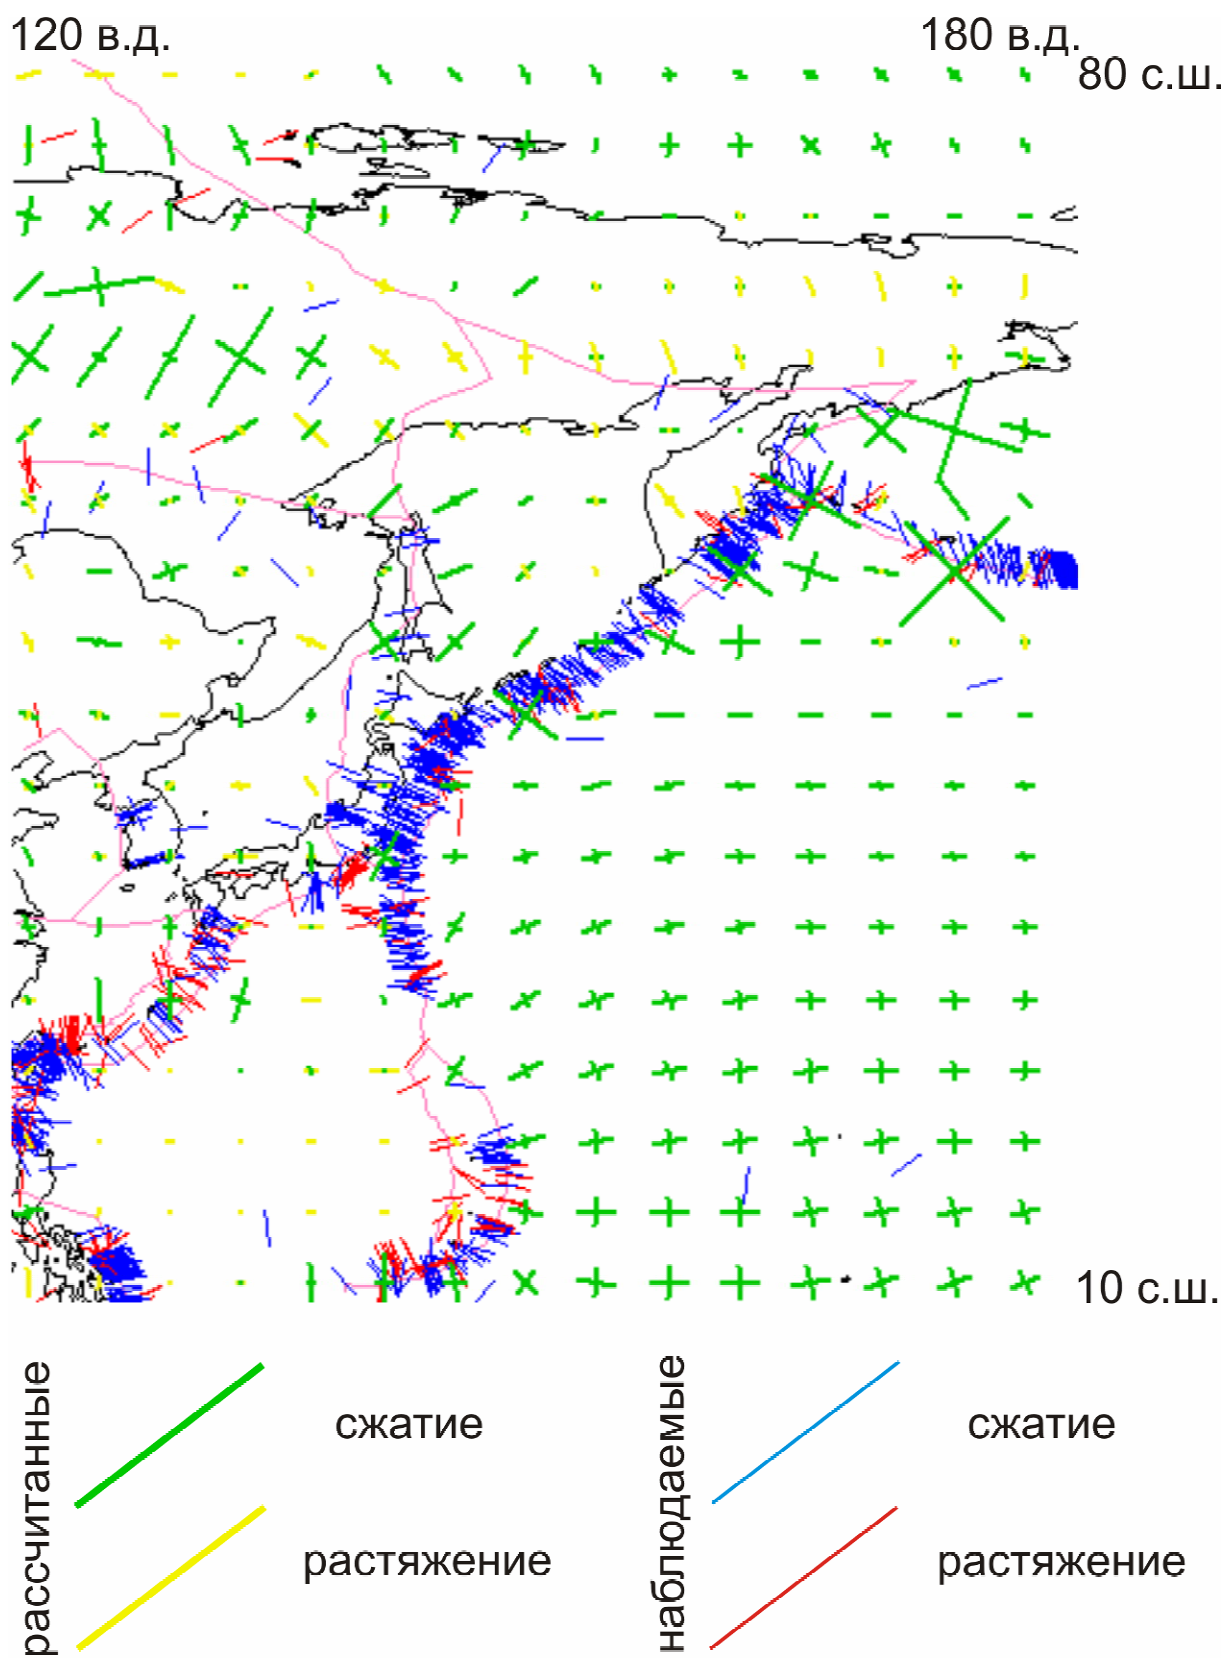 120 в.д.
180 в.д.
80 с.ш.
10 с.ш.
рассчитанные
сжатие
растяжение
наблюдаемые
сжатие
растяжение